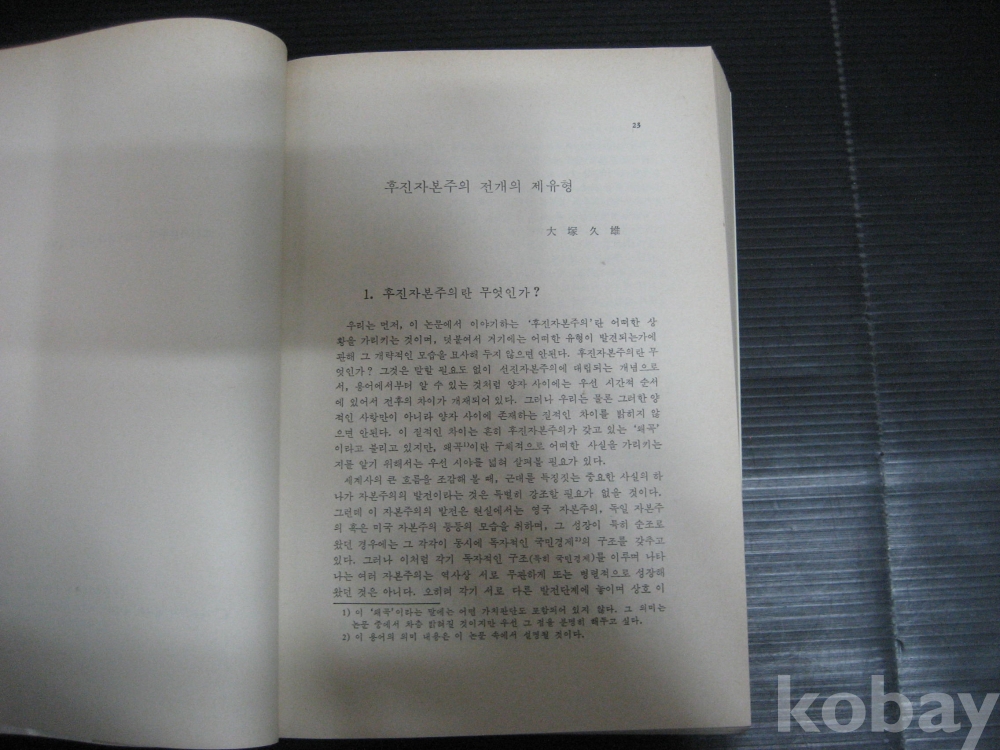 23
후진자본주의 전개의 제유형
大塚久雄
1. 후진자본주의란 무엇인가?
우리는 먼저, 이 논문에서 이야기하는 '후진자본주의'란 어떠한 상
황을 가리키는 것이며, 덧붙여서 거기에는 어떠한 유형이 발전되는가에
관해 그 개략적인 모습을 묘사해 두지 않으면 안된다. 후진자본주의란 무
엇인가? 그것은 말할 필요도 없이 선진자본주의에 대립되는 개념으로
서, 용어에서부터 알 수 있는 것처럼 양자 사이에는 우선 시간적 순서
에 있어서 전후의 차이가 개재되어 있다. 그러나 우리는 물론 그러한 양
적인 사항만이 아니라 양자 사이에 존재하는 질적인 차이를 밝히지 않
으면 안된다. 이 질적인 차이는 흔히 후진자본주의가 갖고 있는 '왜곡'
이라고 불리고 있지만, 왜곡1)이란 구체적으로 어떠한 사실을 가리키는
지를 알기 위해서는 우선 시야를 넓혀 살펴볼 필요가 있다.
세계사의 큰 흐름을 조감해 볼 때, 근대를 특징짓는 중요한 사실의 하
나가 자본주의의 발전이라는 것은 특별히 강조할 필요가 없을 것이다.
그런데 이 자본주의의 발전은 현실에서는 영국 자본주의, 독일 자본주
의 혹은 미국 자본주의 등등의 모습을 취하며, 그 성장이 특히 순조로
왔던 경우에는 그 각각이 동시에 독자적인 국민경제2)의 구조를 갖추고
있다. 그러나 이처럼 각기 독자적인 구조(특히 국민경제)를 이루며 나타
나는 여러 자본주의는 역사상 서로 무관하게 또는 병렬적으로 성장해
왔던 것은 아니다. 오히려 각기 서로 다른 발전단계에 놓이며 상호 이
1) 이 '왜곡'이라는 말에는 어떤 가치판단도 포함되어 있지 않다. 그 의미는
논문 중에서 차츰 밝혀질 것이지만 우선 그 점을 분명히 해두고 싶다.
2) 이 용어의 의미 내용은 이 논문 속에서 설명될 것이다.
kobay